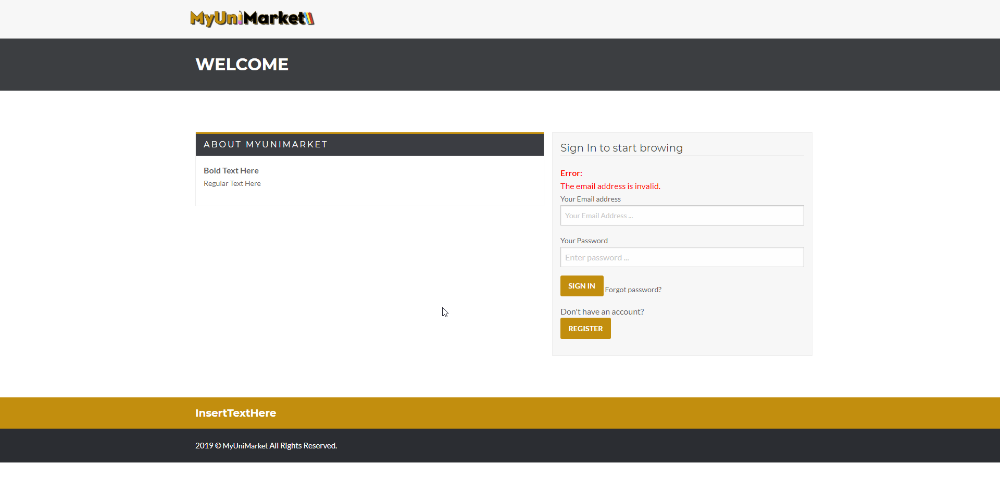 MyUniMarket
WELCOME
ABOUT MYUNIMARKET
Bold Text Here
Regular Text Here
Sign In to start browing
Error:
The email address is invalid.
Your Email address
Your Email Address ...
Your Password
Enter password ...
SIGN IN Forgot password?
Don't have an account?
REGISTER
InsertTextHere
2019 © MyUniMarket All Rights Reserved.